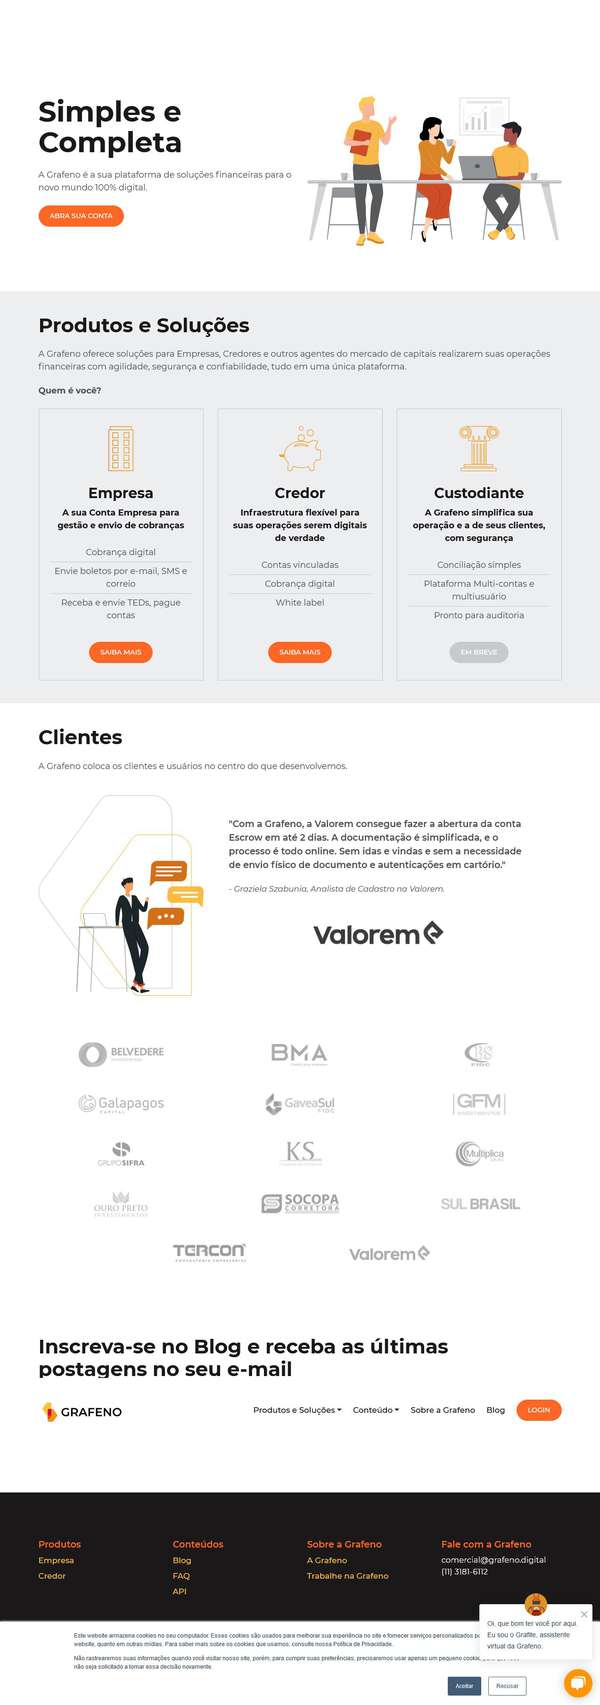 Simples e
Completa
A Grafeno é a sua plataforma de soluções financeiras para o
novo mundo 100% digital.
ABRA SUA CONTA
Produtos e Soluções
A Grafeno oferece soluções para Empresas, Credores e outros agentes do mercado de capitais realizarem suas operações
financeiras com agilidade, segurança e confiabilidade, tudo em uma única plataforma.
Quem é você?
Empresa
A sua Conta Empresa para
gestão e envio de cobranças
Cobrança digital
Envie boletos por e-mail, SMS e
correio
Receba e envie TEDs, pague
contas
SAIBA MAIS
Credor
Infraestrutura flexível para
suas operações serem digitais
de verdade
Contas vinculadas
Cobrança digital
White label
SAIBA MAIS
Custodiante
A Grafeno simplifica sua
operação e a de seus clientes,
com segurança
Conciliação simples
Plataforma Multi-contas e
multiusuário
Pronto para auditoria
EM BREVE
Clientes
A Grafeno coloca os clientes e usuários no centro do que desenvolvemos.
"Com a Grafeno, a Valorem consegue fazer a abertura da conta
Escrow em até 2 dias. A documentação é simplificada, e o
processo é todo online. Sem idas e vindas e sem a necessidade
de envio físico de documento e autenticações em cartório."
- Graziela Szabunia, Analista de Cadastro na Valorem.
Valorem
BELVEDERE
BMA
BS
FIDC
Galapagos
CAPITAL
GaveaSul
FIDC
GFM
GRUPO SIFRA
KS
Multiplica
OURO PRETO
INVESTIMENTOS
SOCOPA
CORRETORA
SUL BRASIL
TERCON
CONSULTORIA EMPRESARIAL
Valorem
Inscreva-se no Blog e receba as últimas
postagens no seu e-mail
GRAFENO
Produtos e Soluções
Conteúdo
Sobre a Grafeno
Blog
LOGIN
Produtos
Empresa
Credor
Conteúdos
Blog
FAQ
API
Sobre a Grafeno
A Grafeno
Trabalhe na Grafeno
Fale com a Grafeno
comercial@grafeno.digital
(11) 3181-6112
Oi, que bom ter você por aqui.
Eu sou o Grafite, assistente
virtual da Grafeno.
Este website armazena cookies no seu computador. Esses cookies são usados para melhorar sua experiência no site e fornecer serviços personalizados
website, quanto em outras mídias. Para saber mais sobre os cookies que usamos, consulte nossa Política de Privacidade.
Não rastrearemos suas informações quando você visitar nosso site, porém, para cumprir suas preferências, precisaremos usar apenas um pequeno cookie
não seja solicitado a tomar essa decisão novamente.
Aceitar
Recusar